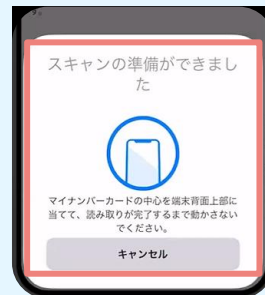 スキャンの準備ができまし
た
マイナンバーカードの中心を端末背面上部に
当てて、読み取りが完了するまで動かさない
でください。
キャンセル